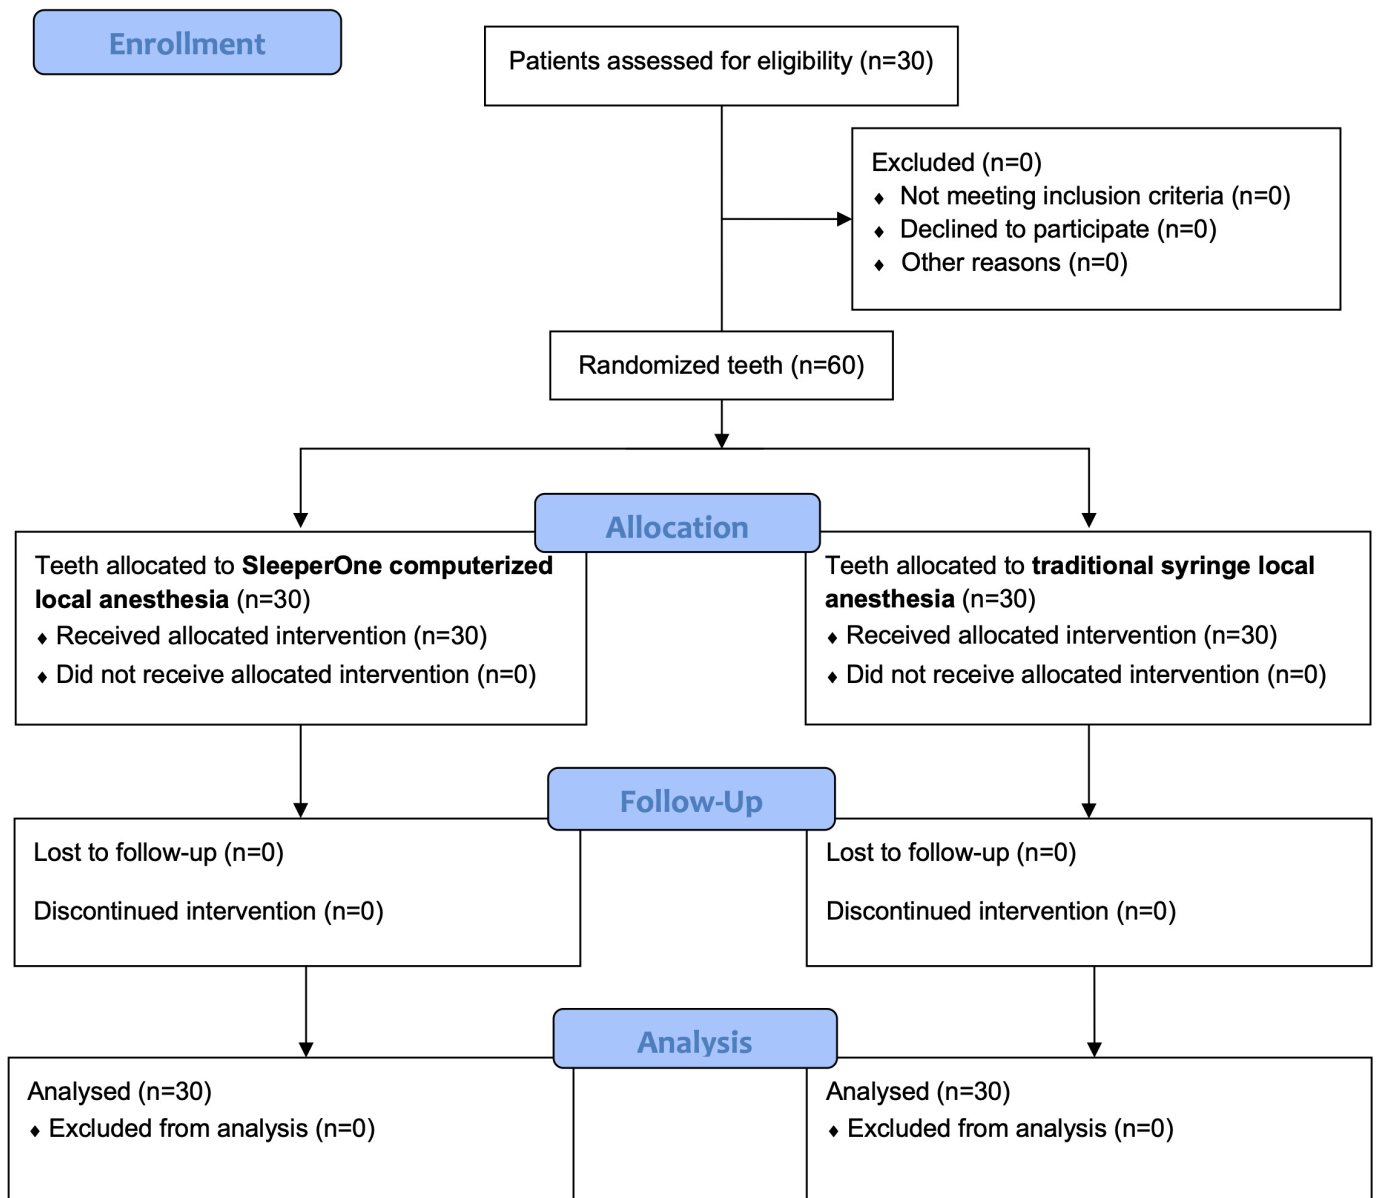 Enrollment
Patients assessed for eligibility (n=30)
Excluded (n=0)
♦ Not meeting inclusion criteria (n=0)
♦ Declined to participate (n=0)
♦ Other reasons (n=0)
Randomized teeth (n=60)
Allocation
Teeth allocated to SleeperOne computerized
local anesthesia (n=30)
♦ Received allocated intervention (n=30)
♦ Did not receive allocated intervention (n=0)
Teeth allocated to traditional syringe local
anesthesia (n=30)
♦ Received allocated intervention (n=30)
♦ Did not receive allocated intervention (n=0)
Follow-Up
Lost to follow-up (n=0)
Discontinued intervention (n=0)
Lost to follow-up (n=0)
Discontinued intervention (n=0)
Analysis
Analysed (n=30)
♦ Excluded from analysis (n=0)
Analysed (n=30)
♦ Excluded from analysis (n=0)